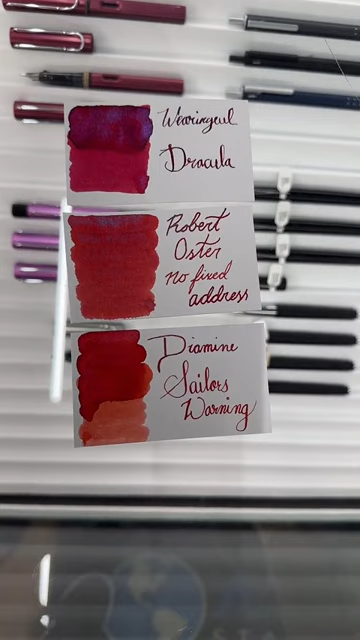 Wearingeul
Dracula
Robert
Oster
no fixed
address
Diamine
Sailors
Warning